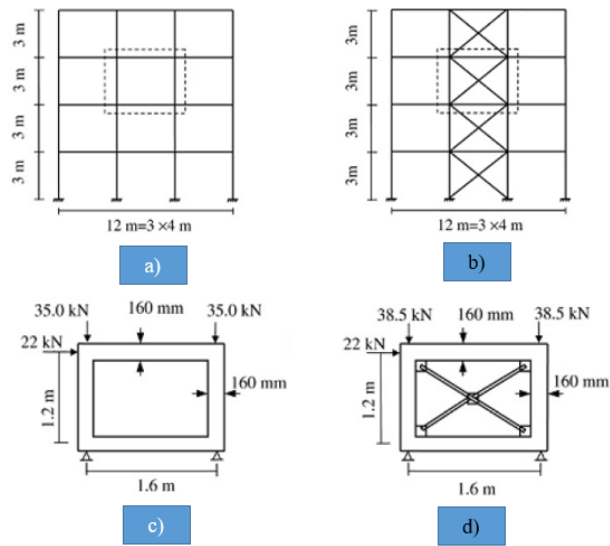 3 m
3 m
3 m
3 m
12 m=3 ×4 m
a)
3m
3m
3m
3m
12 m=3 ×4 m
b)
35.0 kN
160 mm
35.0 kN
22 kN
160 mm
1.2 m
1.6 m
c)
38.5 kN
160 mm
38.5 kN
22 kN
160 mm
1.2 m
1.6 m
d)